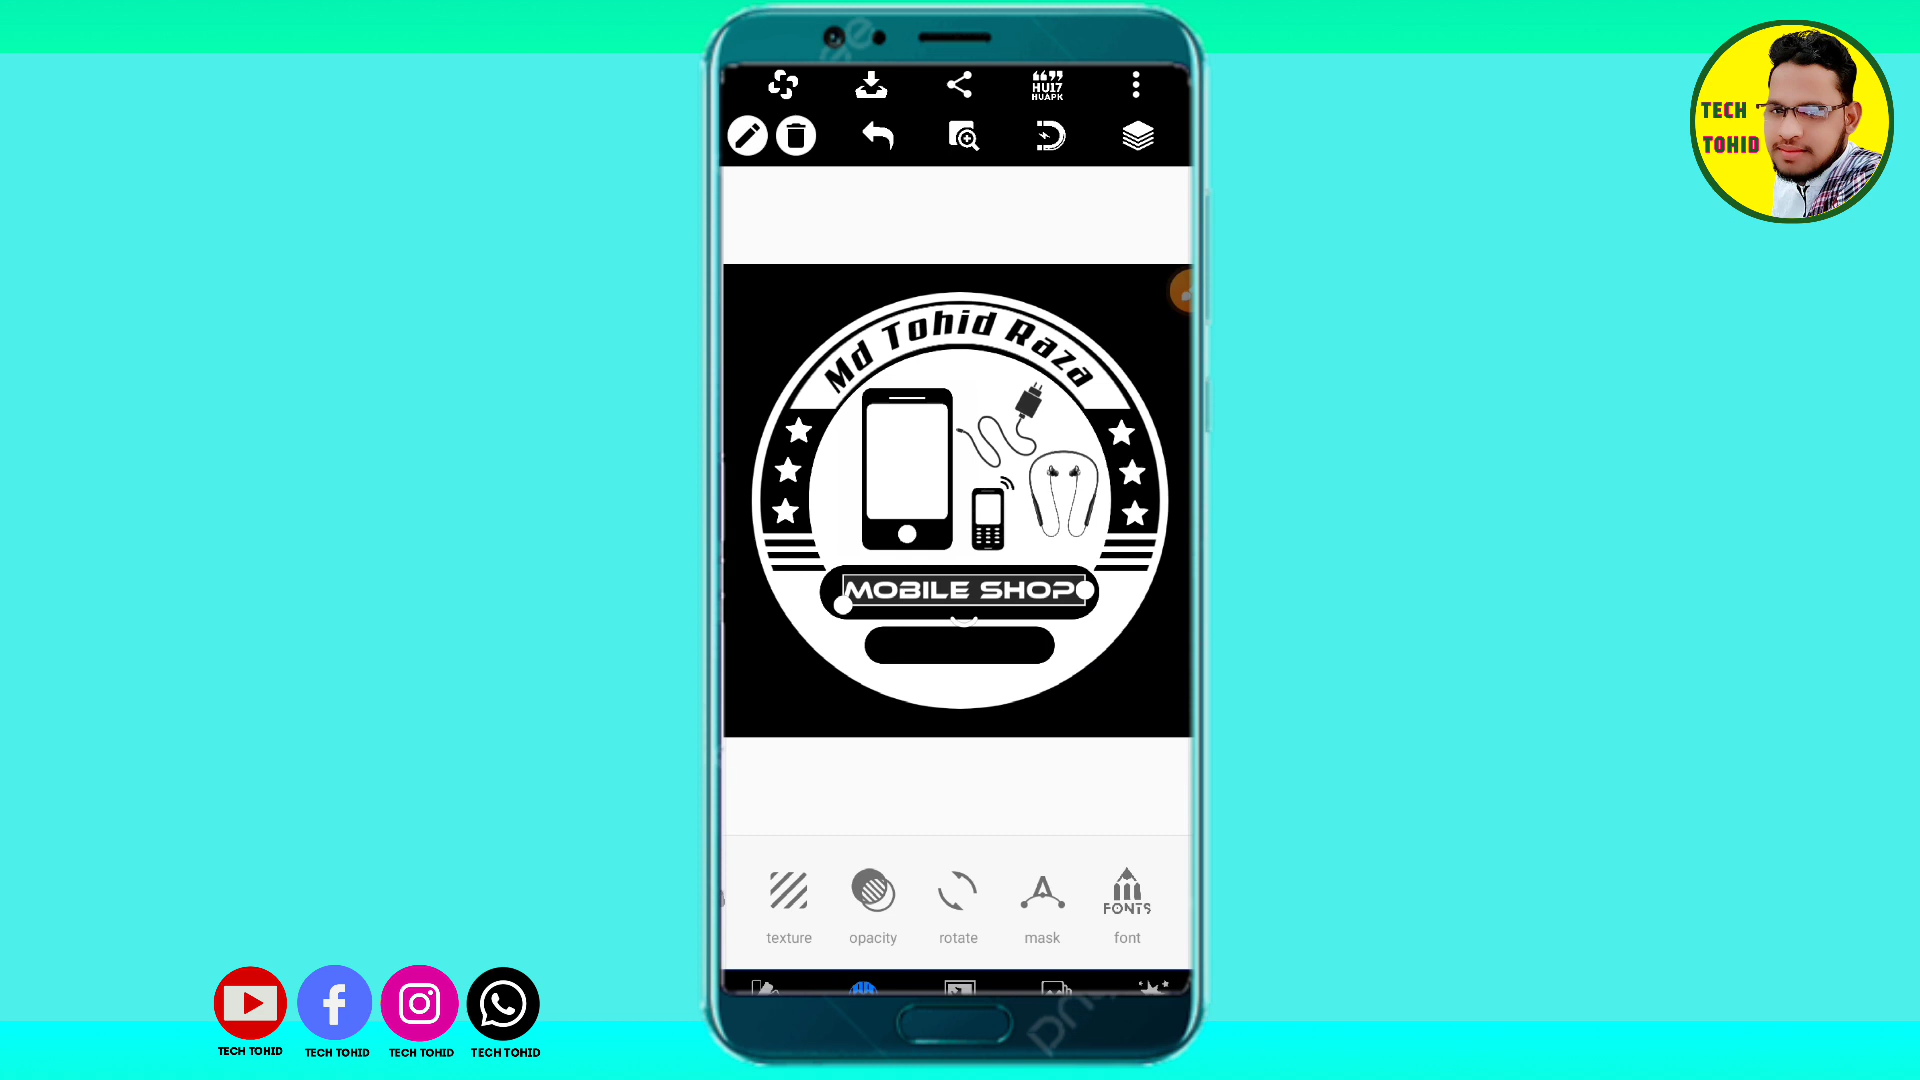 HU17
HUAPK
TECH
TOHID
Md Tohid Raza
MOBILE SHOP
texture
opacity
rotate
mask
font
FONTS
TECH TOHID
TECH TOHID
TECH TOHID
TECH TOHID